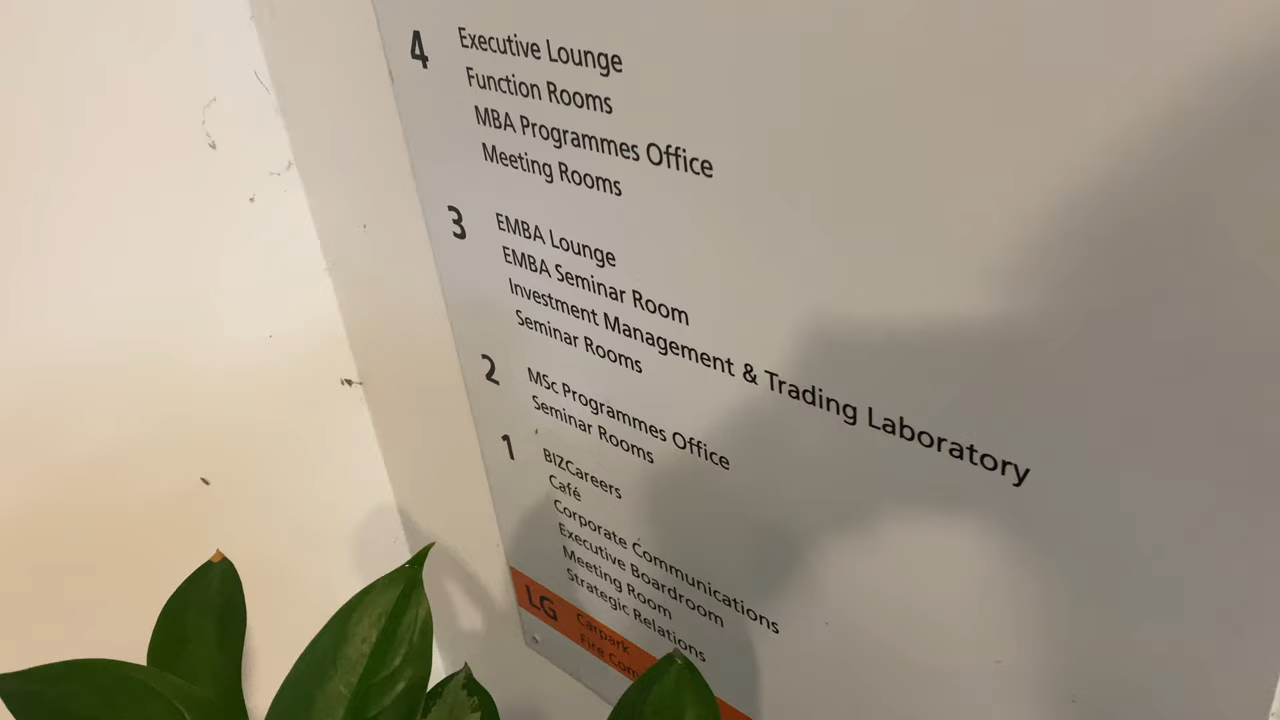 4 Executive Lounge
Function Rooms
MBA Programmes Office
Meeting Rooms
3 EMBA Lounge
EMBA Seminar Room
Investment Management & Trading Laboratory
Seminar Rooms
2 MSc Programmes Office
Seminar Rooms
1 BIZCareers
Café
Corporate Communications
Executive Boardroom
Meeting Room
Strategic Relations
LG Carpark
Fire